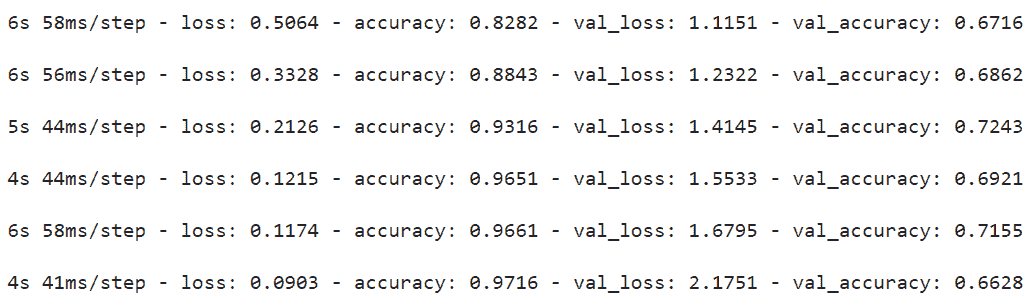 6s 58ms/step - loss: 0.5064 - accuracy: 0.8282 - val_loss: 1.1151 - val_accuracy: 0.6716
6s 56ms/step - loss: 0.3328 - accuracy: 0.8843 - val_loss: 1.2322 - val_accuracy: 0.6862
5s 44ms/step - loss: 0.2126 - accuracy: 0.9316 - val_loss: 1.4145 - val_accuracy: 0.7243
4s 44ms/step - loss: 0.1215 - accuracy: 0.9651 - val_loss: 1.5533 - val_accuracy: 0.6921
6s 58ms/step - loss: 0.1174 - accuracy: 0.9661 - val_loss: 1.6795 - val_accuracy: 0.7155
4s 41ms/step - loss: 0.0903 - accuracy: 0.9716 - val_loss: 2.1751 - val_accuracy: 0.6628